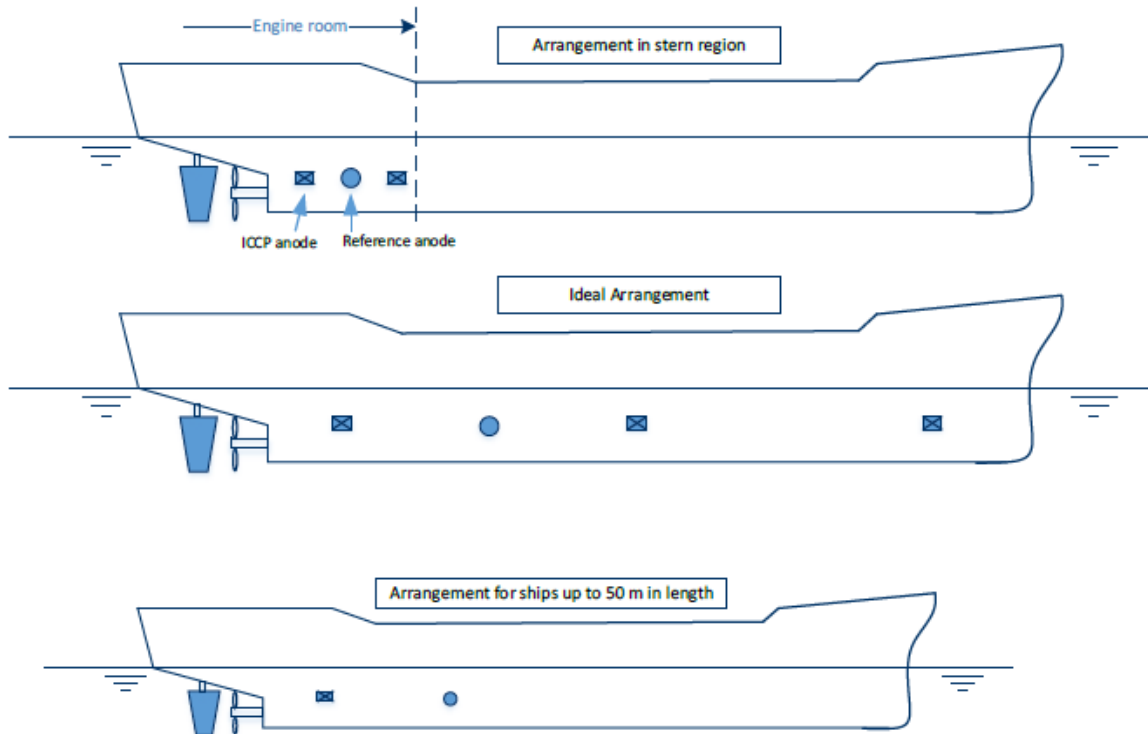 Engine room
Arrangement in stern region
ICCP anode
Reference anode
Ideal Arrangement
Arrangement for ships up to 50 m in length